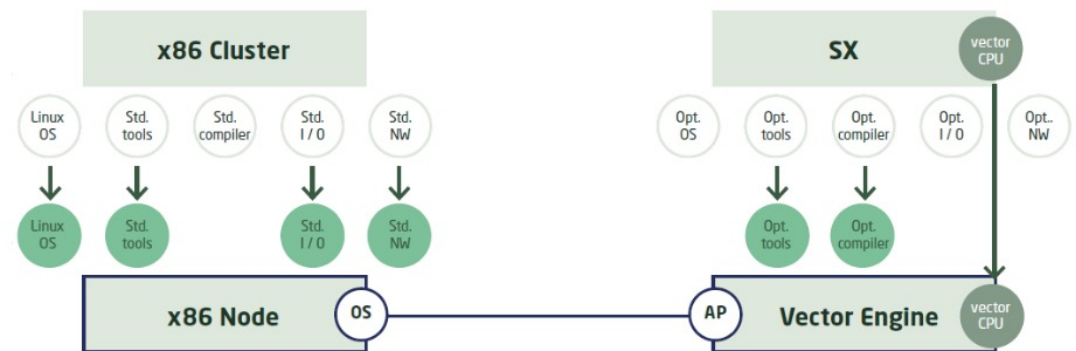 x86 Cluster
SX
vector
CPU
Linux
OS
Std.
tools
Std.
compiler
Std.
I / O
Std.
NW
Opt.
OS
Opt.
tools
Opt.
compiler
Opt.
I / O
Opt..
NW
Linux
OS
Std.
tools
Std.
I / O
Std.
NW
Opt.
tools
Opt.
compiler
x86 Node
OS
AP
Vector Engine
vector
CPU